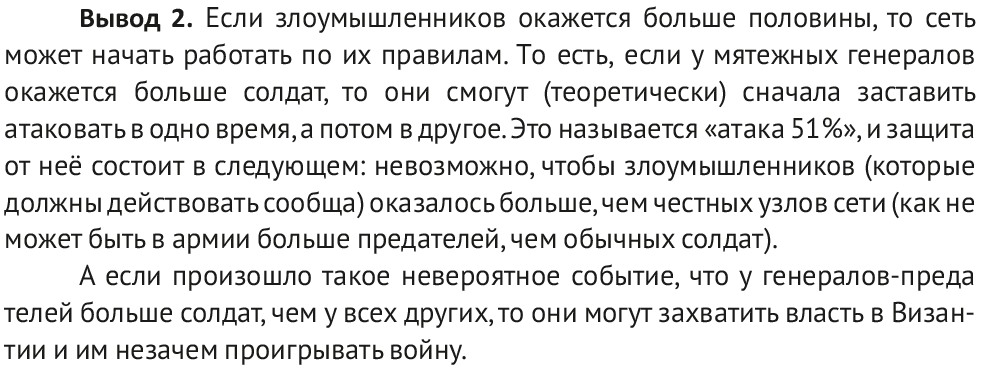 Вывод 2. Если злоумышленников окажется больше половины, то сеть
может начать работать по их правилам. То есть, если у мятежных генералов
окажется больше солдат, то они смогут (теоретически) сначала заставить
атаковать в одно время, а потом в другое. Это называется «атака 51%», и защита
от неё состоит в следующем: невозможно, чтобы злоумышленников (которые
должны действовать сообща) оказалось больше, чем честных узлов сети (как не
может быть в армии больше предателей, чем обычных солдат).
А если произошло такое невероятное событие, что у генералов-преда
телей больше солдат, чем у всех других, то они могут захватить власть в Визан-
тии и им незачем проигрывать войну.